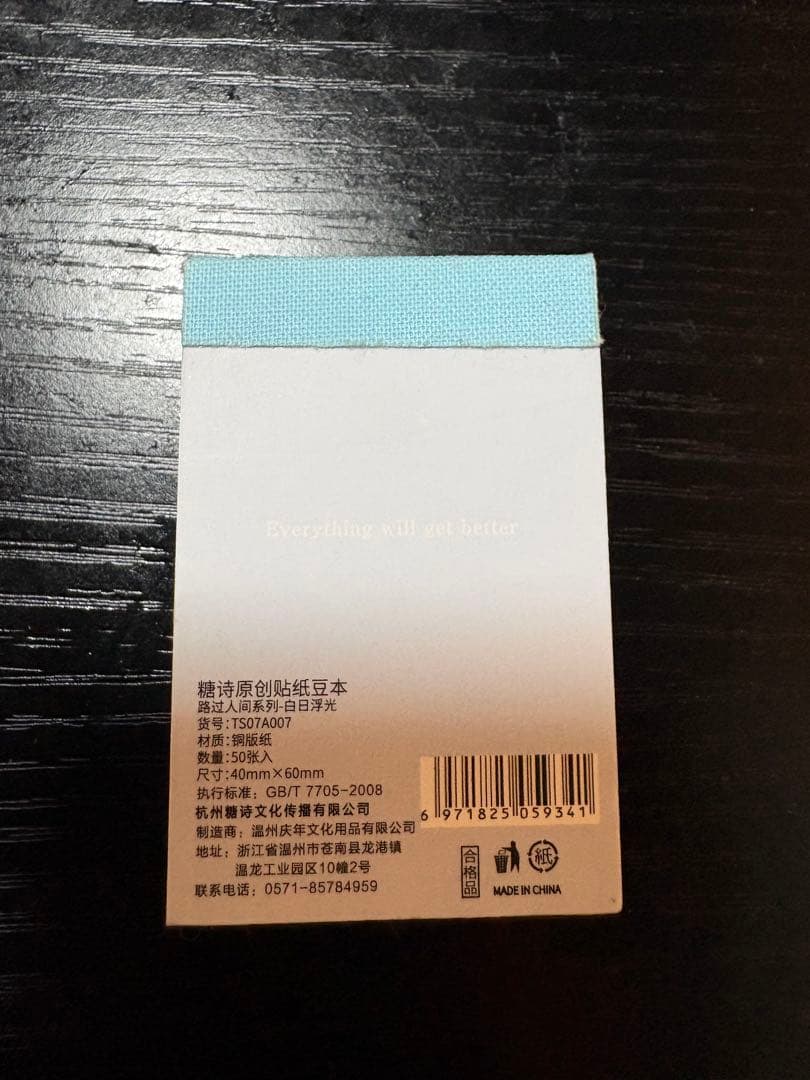 Everything will get better
糖诗原创贴纸豆本
路过人间系列-白日浮光
货号:TS07A007
材质:铜版纸
数量:50张入
尺寸:40mm×60mm
执行标准: GB/T 7705-2008
杭州糖诗文化传播有限公司
制造商: 温州庆年文化用品有限公司
地址: 浙江省温州市苍南县龙港镇
温龙工业园区10幢2号
联系电话: 0571-85784959
6 971825 059341
合格品
紙
MADE IN CHINA